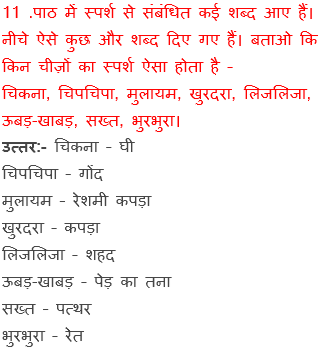 11 .पाठ में स्पर्श से संबंधित कई शब्द आए हैं।
नीचे ऐसे कुछ और शब्द दिए गए हैं। बताओ कि
किन चीज़ों का स्पर्श ऐसा होता है –
चिकना, चिपचिपा, मुलायम, खुरदरा, लिजलिजा,
ऊबड़-खाबड़, सख्त, भुरभुरा।
उत्तर:- चिकना – घी
चिपचिपा – गोंद
मुलायम – रेशमी कपड़ा
खुरदरा – कपड़ा
लिजलिजा – शहद
ऊबड़-खाबड़ – पेड़ का तना
सख्त – पत्थर
भुरभुरा – रेत